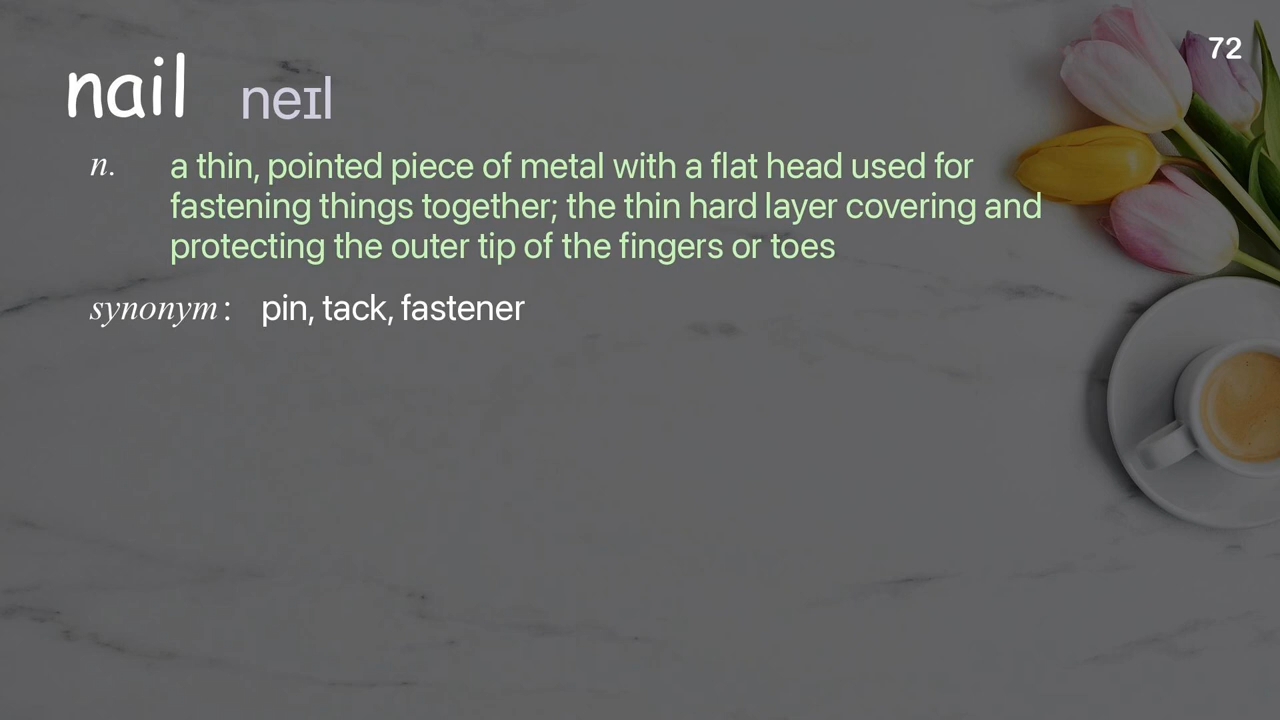 72
nail neɪl
n. a thin, pointed piece of metal with a flat head used for
fastening things together; the thin hard layer covering and
protecting the outer tip of the fingers or toes
synonym: pin, tack, fastener